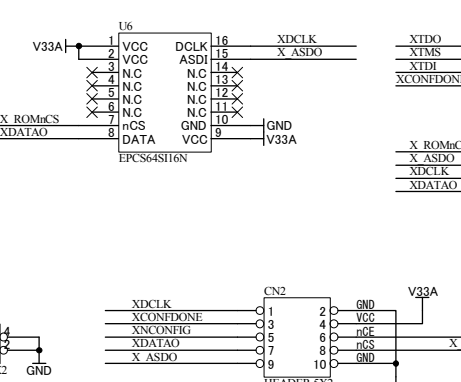 U6
V33A 1 VCC DCLK 16 XDCLK
2 VCC ASDI 15 X_ASDO
3 N.C N.C 14
4 N.C N.C 13
5 N.C N.C 12
6 N.C N.C 11
X_ROMnCS 7 nCS GND 10 GND
XDATAO 8 DATA VCC 9 V33A
EPCS64SI16N
XTDO
XTMS
XTDI
XCONFDONE
X_ROMnC
X_ASDO
XDCLK
XDATAO
CN2
V33A
XDCLK 1 2 GND
XCONFDONE 3 4 VCC
XNCONFIG 5 6 nCE
XDATAO 7 8 nCS X
X_ASDO 9 10 GND
HEADER 5X2
4
2
X2
GND